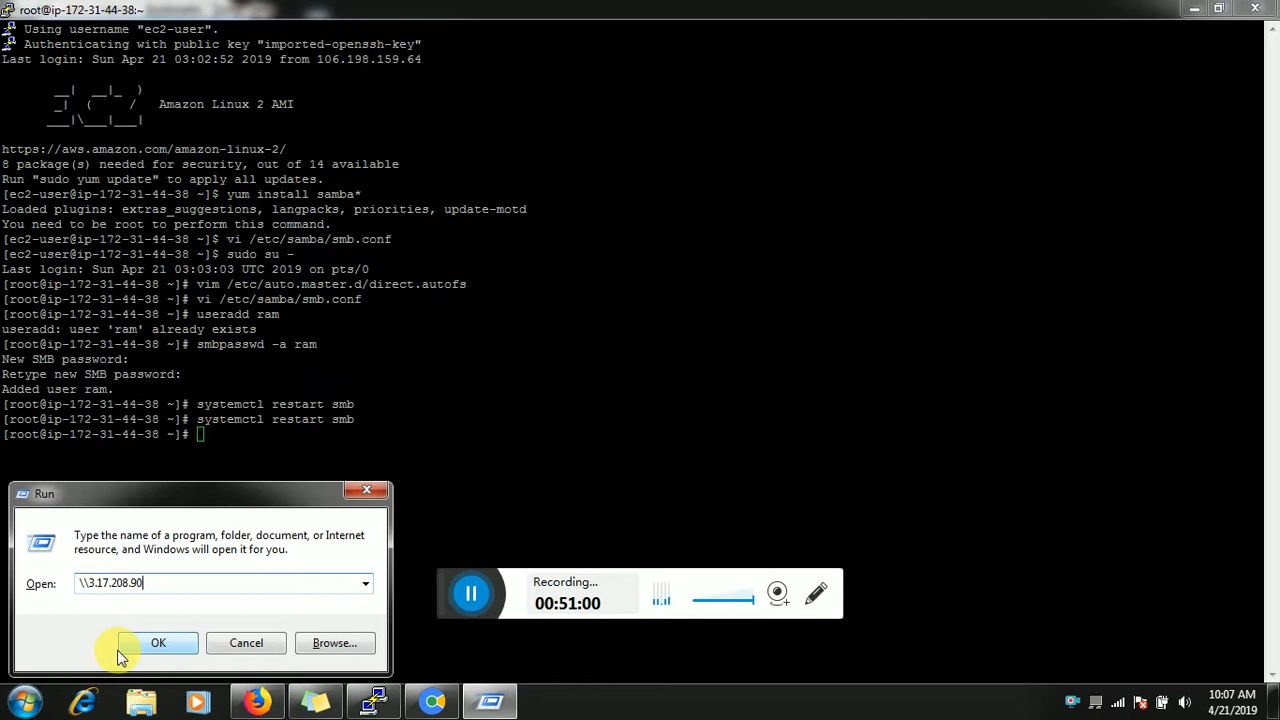 root@ip-172-31-44-38:~
Using username "ec2-user".
Authenticating with public key "imported-openssh-key"
Last login: Sun Apr 21 03:02:52 2019 from 106.198.159.64
__|  __|_  )
_|  (     /   Amazon Linux 2 AMI
___|\___|___|
https://aws.amazon.com/amazon-linux-2/
8 package(s) needed for security, out of 14 available
Run "sudo yum update" to apply all updates.
[ec2-user@ip-172-31-44-38 ~]$ yum install samba*
Loaded plugins: extras_suggestions, langpacks, priorities, update-motd
You need to be root to perform this command.
[ec2-user@ip-172-31-44-38 ~]$ vi /etc/samba/smb.conf
[ec2-user@ip-172-31-44-38 ~]$ sudo su -
Last login: Sun Apr 21 03:03:03 UTC 2019 on pts/0
[root@ip-172-31-44-38 ~]# vim /etc/auto.master.d/direct.autofs
[root@ip-172-31-44-38 ~]# vi /etc/samba/smb.conf
[root@ip-172-31-44-38 ~]# useradd ram
useradd: user 'ram' already exists
[root@ip-172-31-44-38 ~]# smbpasswd -a ram
New SMB password:
Retype new SMB password:
Added user ram.
[root@ip-172-31-44-38 ~]# systemctl restart smb
[root@ip-172-31-44-38 ~]# systemctl restart smb
[root@ip-172-31-44-38 ~]#
Run
Type the name of a program, folder, document, or Internet
resource, and Windows will open it for you.
Open: \\3.17.208.90
OK Cancel Browse...
Recording...
00:51:00
10:07 AM
4/21/2019